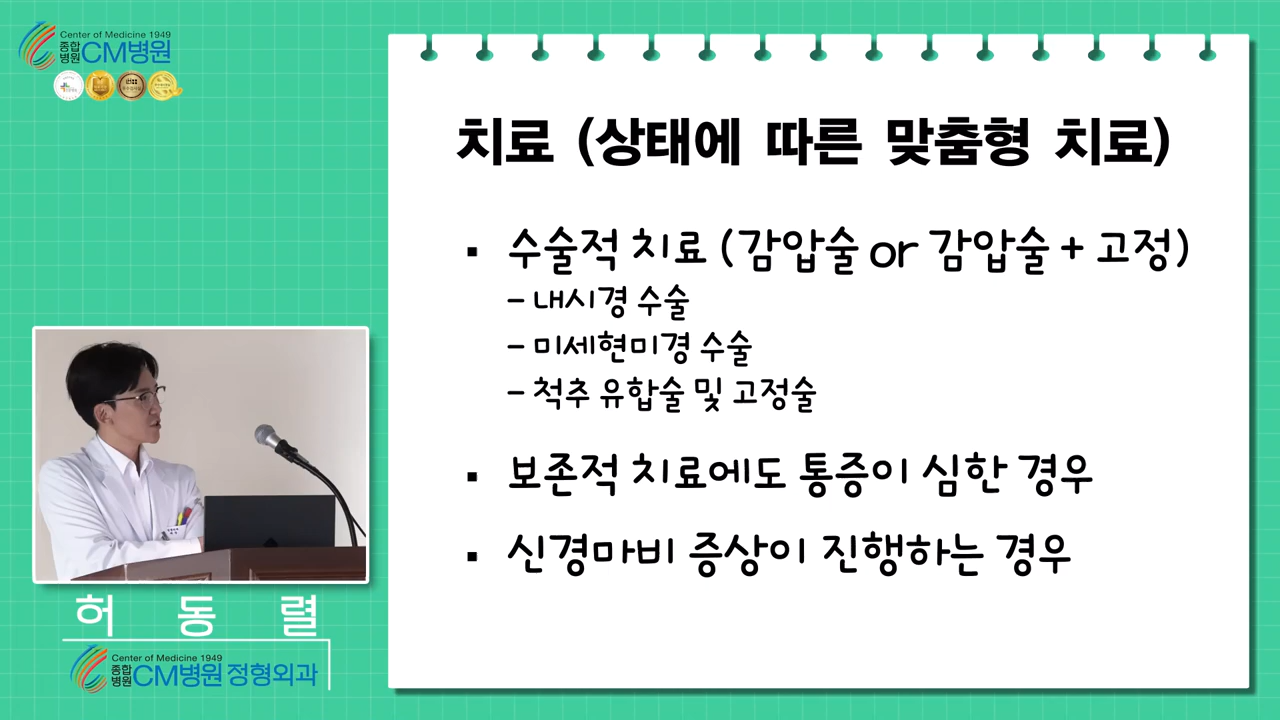 Center of Medicine 1949
종합병원 CM병원
치료 (상태에 따른 맞춤형 치료)
▪ 수술적 치료 (감압술 or 감압술 + 고정)
– 내시경 수술
– 미세현미경 수술
– 척추 유합술 및 고정술
▪ 보존적 치료에도 통증이 심한 경우
▪ 신경마비 증상이 진행하는 경우
허 동 렬
Center of Medicine 1949
종합병원 CM병원 정형외과